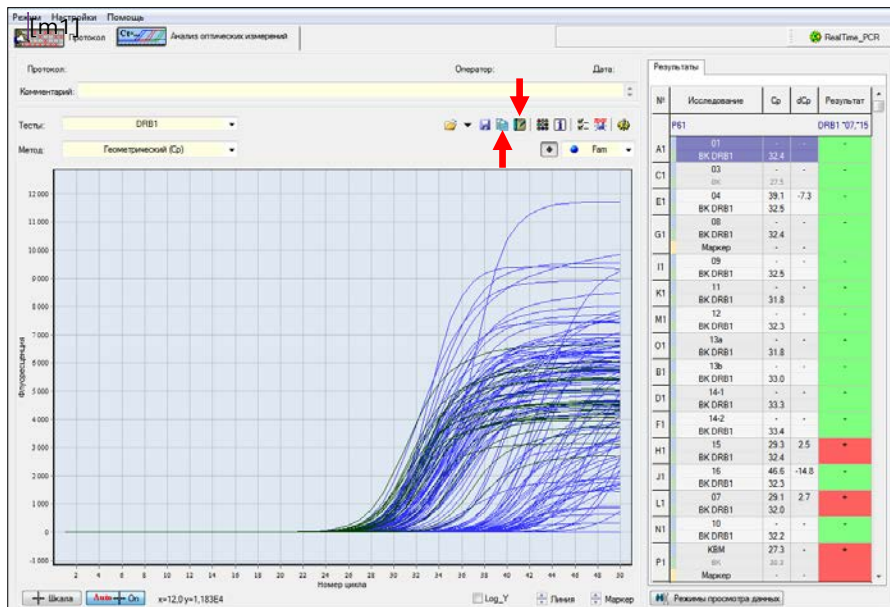 Режим Настройки Помощь
[m1]
Протокол Анализ оптических измерений
RealTime_PCR
Протокол: Оператор: Дата:
Комментарий:
Тесты: DRB1
Метод: Геометрический (Cp)
Fam
12 000
11 000
10 000
9 000
8 000
7 000
6 000
5 000
4 000
3 000
2 000
1 000
0
-1 000
Флуоресценция
2 4 6 8 10 12 14 16 18 20 22 24 26 28 30 32 34 36 38 40 42 44 46 48 50
Номер цикла
Шкала Auto On x=12,0 y=1,183E4 Log_Y Линия Маркер
Результаты
№ Исследование Cp dCp Результат
P61 DRB1 *07,*15
A1 01 - - -
BK DRB1 32.4
C1 03 - - -
BK 27.5
E1 04 39.1 -7.3 -
BK DRB1 32.5
G1 08 - - -
BK DRB1 32.4
Маркер - -
I1 09 - - -
BK DRB1 32.5
K1 11 - - -
BK DRB1 31.8
M1 12 - - -
BK DRB1 32.3
O1 13a - - -
BK DRB1 31.8
B1 13b - - -
BK DRB1 33.0
D1 14-1 - - -
BK DRB1 33.3
F1 14-2 - - -
BK DRB1 33.4
H1 15 29.3 2.5 +
BK DRB1 32.4
J1 16 46.6 -14.8 -
BK DRB1 32.3
L1 07 29.1 2.7 +
BK DRB1 32.0
N1 10 - - -
BK DRB1 32.2
P1 КВМ 27.3 - +
BK
Маркер - -
Режимы просмотра данных